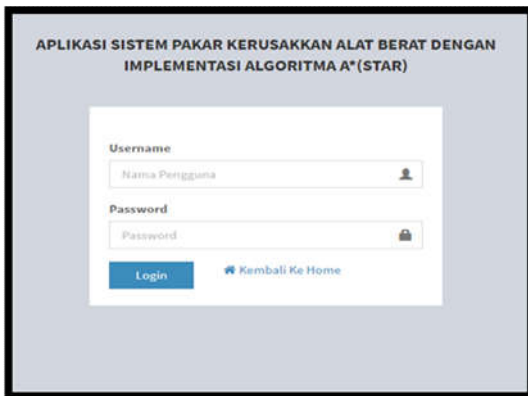 APLIKASI SISTEM PAKAR KERUSAKKAN ALAT BERAT DENGAN
IMPLEMENTASI ALGORITMA A*(STAR)
Username
Nama Pengguna
Password
Password
Login Kembali Ke Home